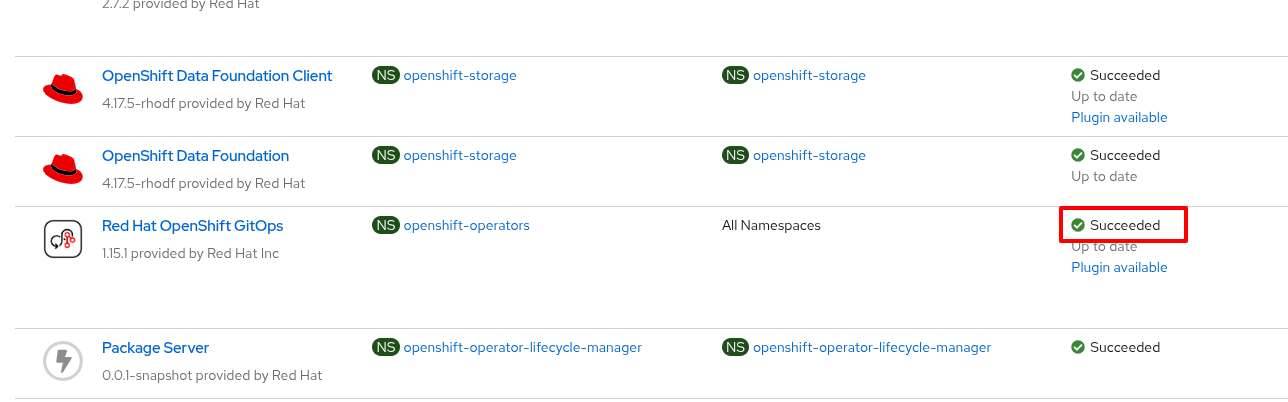 2.7.2 provided by Red Hat
OpenShift Data Foundation Client
NS openshift-storage
NS openshift-storage
Succeeded
4.17.5-rhodf provided by Red Hat
Up to date
Plugin available
OpenShift Data Foundation
NS openshift-storage
NS openshift-storage
Succeeded
4.17.5-rhodf provided by Red Hat
Up to date
Red Hat OpenShift GitOps
NS openshift-operators
All Namespaces
Succeeded
1.15.1 provided by Red Hat Inc
Up to date
Plugin available
Package Server
NS openshift-operator-lifecycle-manager
NS openshift-operator-lifecycle-manager
Succeeded
0.0.1-snapshot provided by Red Hat